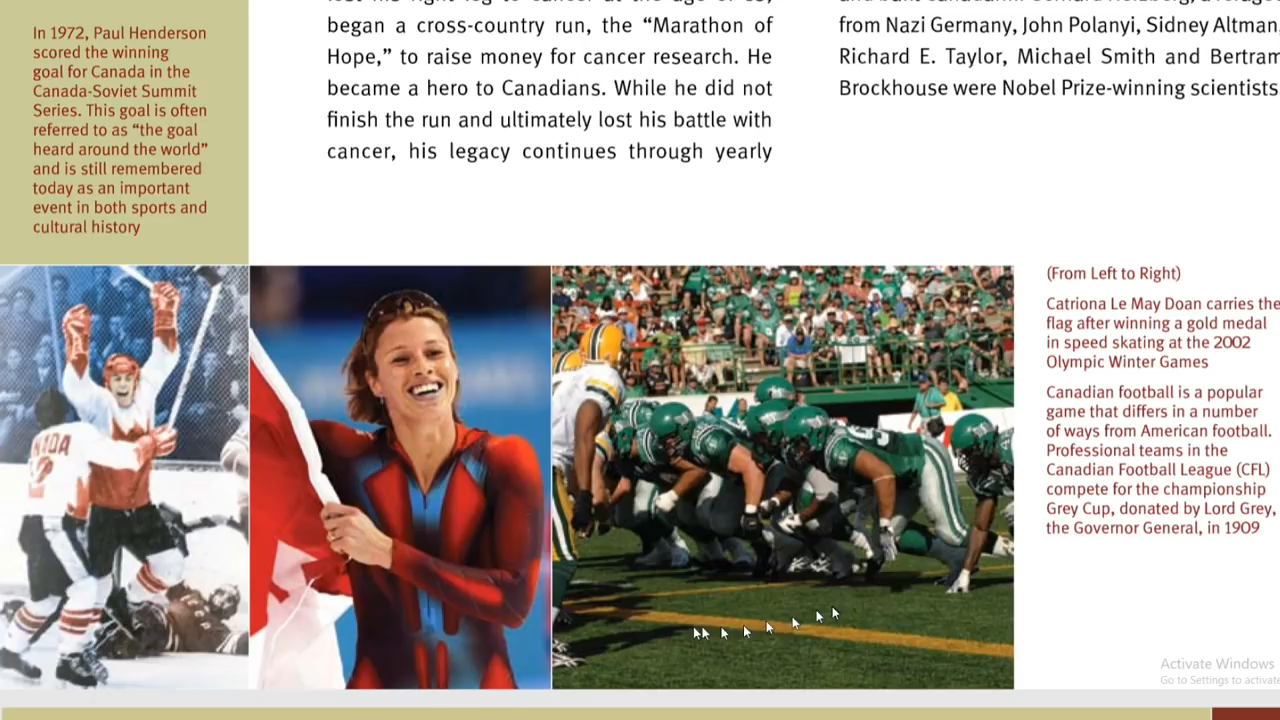 In 1972, Paul Henderson
scored the winning
goal for Canada in the
Canada-Soviet Summit
Series. This goal is often
referred to as “the goal
heard around the world”
and is still remembered
today as an important
event in both sports and
cultural history
began a cross-country run, the “Marathon of
Hope,” to raise money for cancer research. He
became a hero to Canadians. While he did not
finish the run and ultimately lost his battle with
cancer, his legacy continues through yearly
from Nazi Germany, John Polanyi, Sidney Altman,
Richard E. Taylor, Michael Smith and Bertram
Brockhouse were Nobel Prize-winning scientists
(From Left to Right)
Catriona Le May Doan carries the
flag after winning a gold medal
in speed skating at the 2002
Olympic Winter Games
Canadian football is a popular
game that differs in a number
of ways from American football.
Professional teams in the
Canadian Football League (CFL)
compete for the championship
Grey Cup, donated by Lord Grey,
the Governor General, in 1909
Activate Windows
Go to Settings to activate